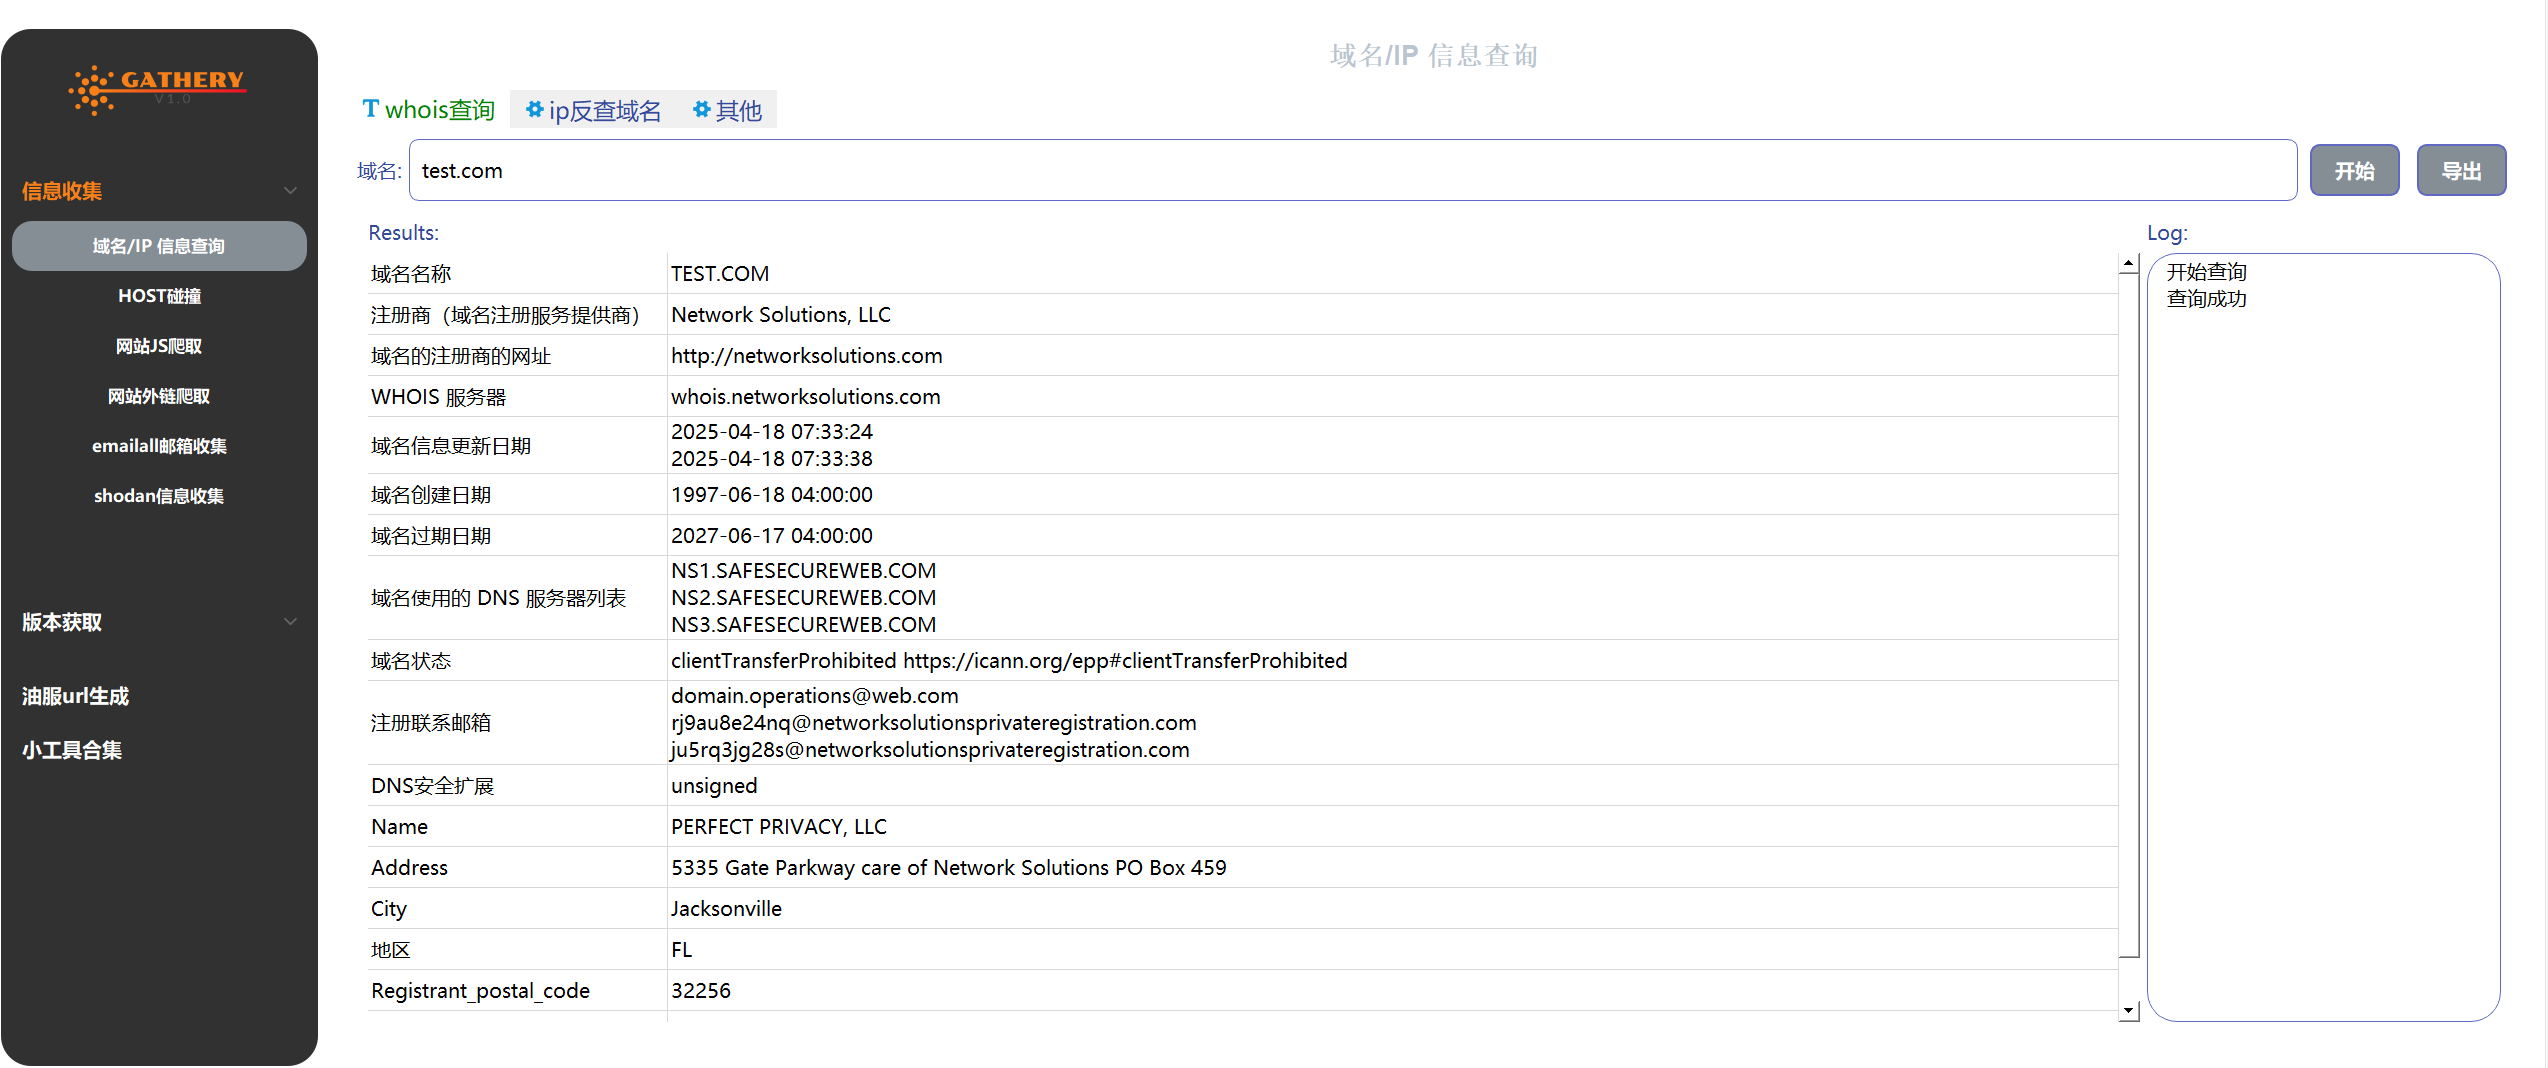 GATHERY
V1.0
信息收集
域名/IP 信息查询
HOST碰撞
网站JS爬取
网站外链爬取
emailall邮箱收集
shodan信息收集
版本获取
油服url生成
小工具合集
域名/IP 信息查询
whois查询 ip反查域名 其他
域名: test.com 开始 导出
Results:
域名名称 TEST.COM
注册商（域名注册服务提供商） Network Solutions, LLC
域名的注册商的网址 http://networksolutions.com
WHOIS 服务器 whois.networksolutions.com
域名信息更新日期 2025-04-18 07:33:24
2025-04-18 07:33:38
域名创建日期 1997-06-18 04:00:00
域名过期日期 2027-06-17 04:00:00
域名使用的 DNS 服务器列表 NS1.SAFESECUREWEB.COM
NS2.SAFESECUREWEB.COM
NS3.SAFESECUREWEB.COM
域名状态 clientTransferProhibited https://icann.org/epp#clientTransferProhibited
注册联系邮箱 domain.operations@web.com
rj9au8e24nq@networksolutionsprivateregistration.com
ju5rq3jg28s@networksolutionsprivateregistration.com
DNS安全扩展 unsigned
Name PERFECT PRIVACY, LLC
Address 5335 Gate Parkway care of Network Solutions PO Box 459
City Jacksonville
地区 FL
Registrant_postal_code 32256
Log:
开始查询
查询成功